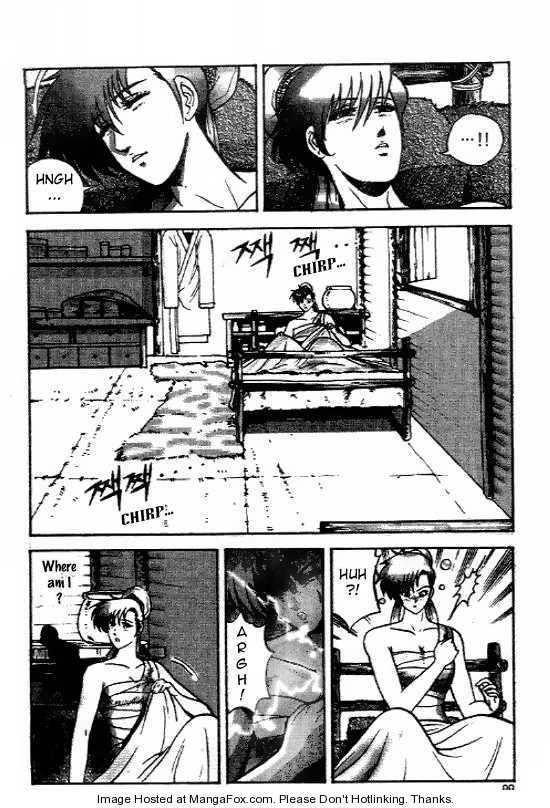 HNGH
...
...!!
짹 짹 ..
CHIRP...
짹 짹 ...
CHIRP...
Where
am I
?
ARGH!
HUH
?!
99
Image Hosted at MangaFox.com. Please Don't Hotlinking. Thanks.